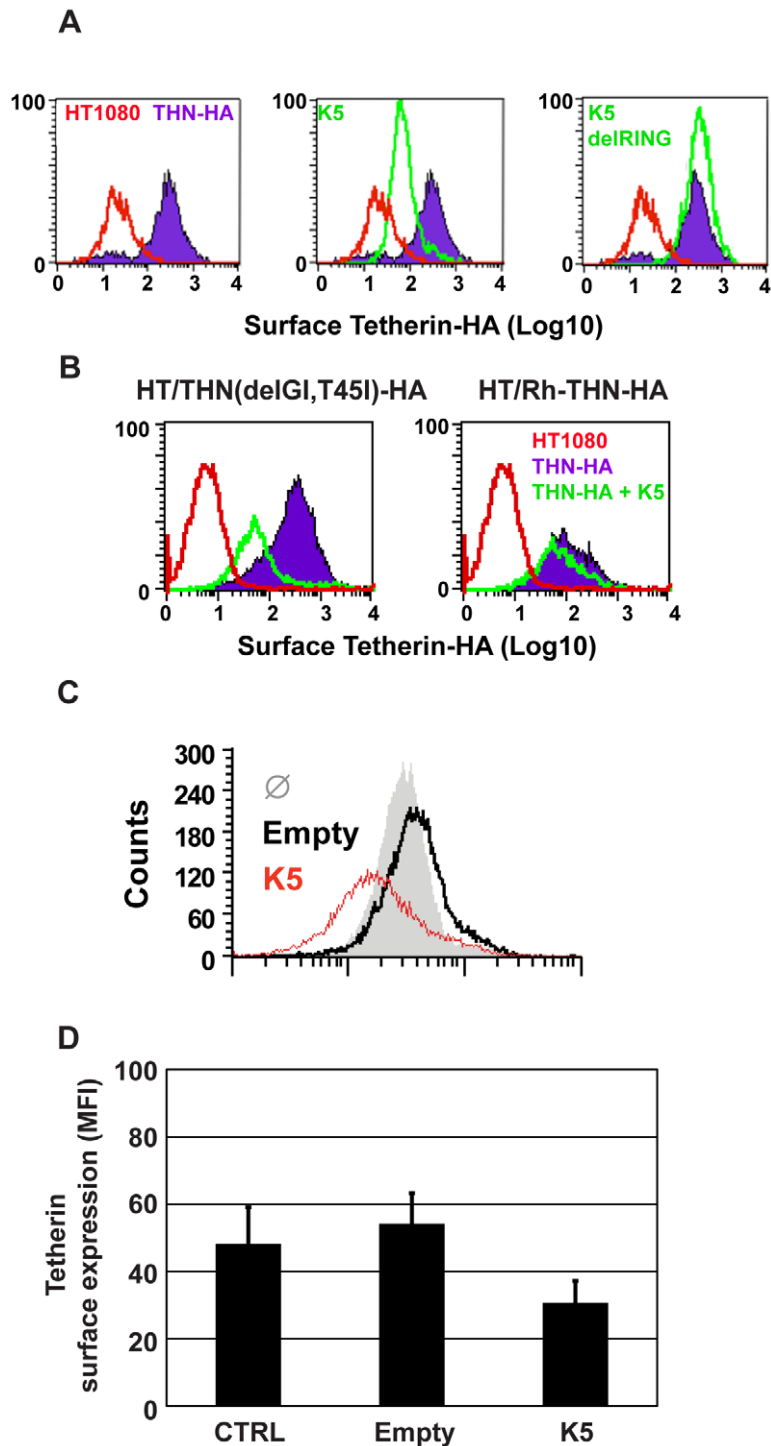 A
HT1080 THN-HA
K5
K5
delRING
100
0
0 1 2 3 4
100
0
0 1 2 3 4
100
0
0 1 2 3 4
Surface Tetherin-HA (Log10)
B
HT/THN(delGI,T45I)-HA
HT/Rh-THN-HA
100
0
0 1 2 3 4
100
HT1080
THN-HA
THN-HA + K5
0
0 1 2 3 4
Surface Tetherin-HA (Log10)
C
Counts
300
240
180
120
60
0
∅
Empty
K5
D
Tetherin
surface expression (MFI)
100
80
60
40
20
0
CTRL Empty K5